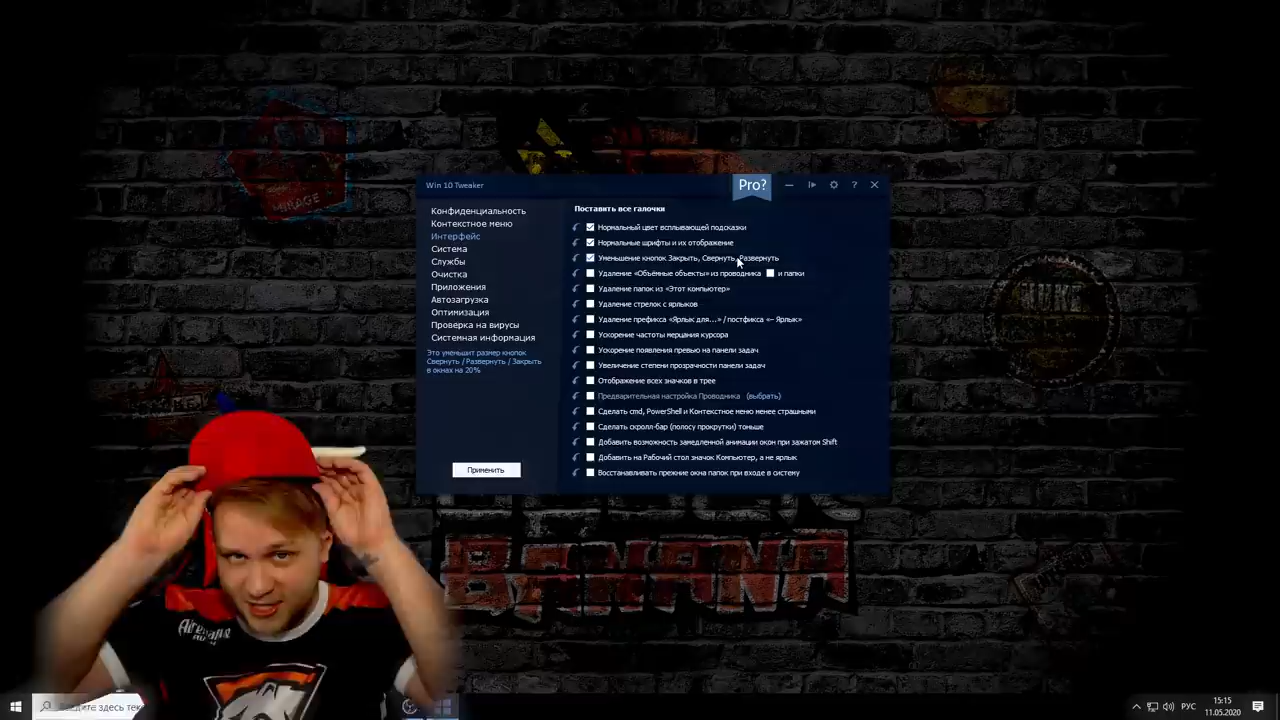 MIRAGE
Win 10 Tweaker
Pro?
?
Конфиденциальность
Контекстное меню
Интерфейс
Система
Службы
Очистка
Приложения
Автозагрузка
Оптимизация
Проверка на вирусы
Системная информация
Это уменьшит размер кнопок
Свернуть / Развернуть / Закрыть
в окнах на 20%
Применить
Поставить все галочки
Нормальный цвет всплывающей подсказки
Нормальные шрифты и их отображение
Уменьшение кнопок Закрыть, Свернуть, Развернуть
Удаление «Объёмные объекты» из проводника и папки
Удаление папок из «Этот компьютер»
Удаление стрелок с ярлыков
Удаление префикса «Ярлык для...» / постфикса «– Ярлык»
Ускорение частоты мерцания курсора
Ускорение появления превью на панели задач
Увеличение степени прозрачности панели задач
Отображение всех значков в трее
Предварительная настройка Проводника (выбрать)
Сделать cmd, PowerShell и Контекстное меню менее страшными
Сделать скролл-бар (полосу прокрутки) тоньше
Добавить возможность замедленной анимации окон при зажатом Shift
Добавить на Рабочий стол значок Компьютер, а не ярлык
Восстанавливать прежние окна папок при входе в систему
BANANA
здесь тек
РУС
15:15
11.05.2020